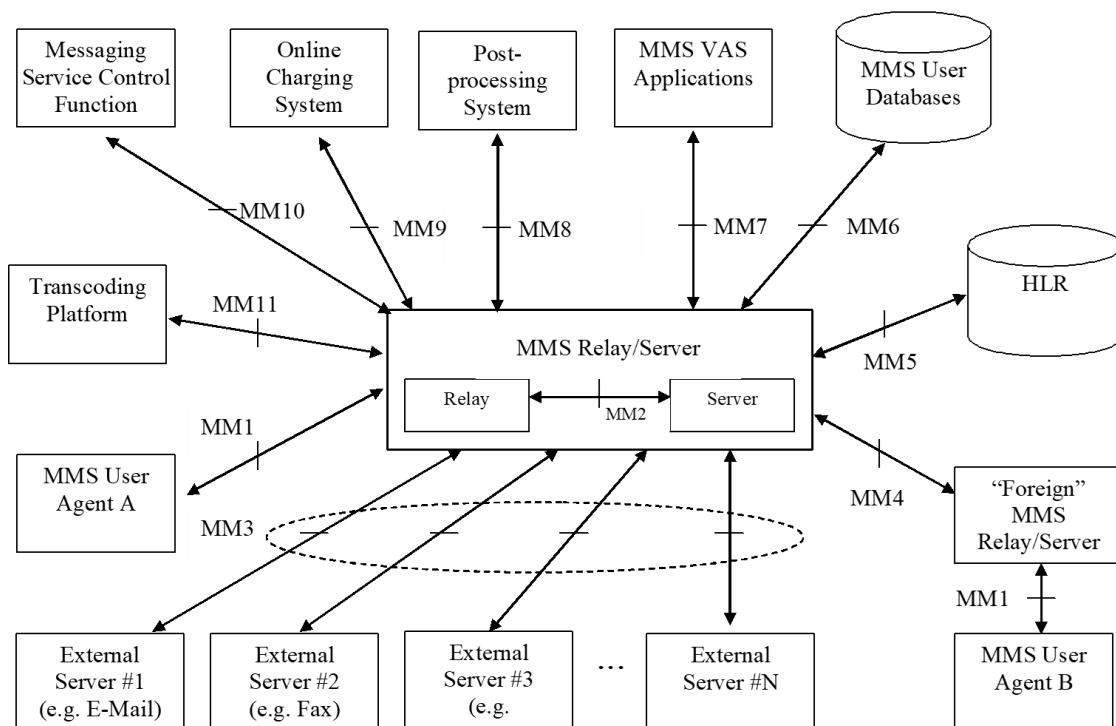 Messaging
Service Control
Function
Online
Charging
System
Post-
processing
System
MMS VAS
Applications
MMS User
Databases
MM10
MM9
MM8
MM7
MM6
Transcoding
Platform
MM11
HLR
MM5
MMS Relay/Server
Relay
MM2
Server
MM1
MMS User
Agent A
MM3
MM4
“Foreign”
MMS
Relay/Server
MM1
External
Server #1
(e.g. E-Mail)
External
Server #2
(e.g. Fax)
External
Server #3
(e.g.
...
External
Server #N
MMS User
Agent B